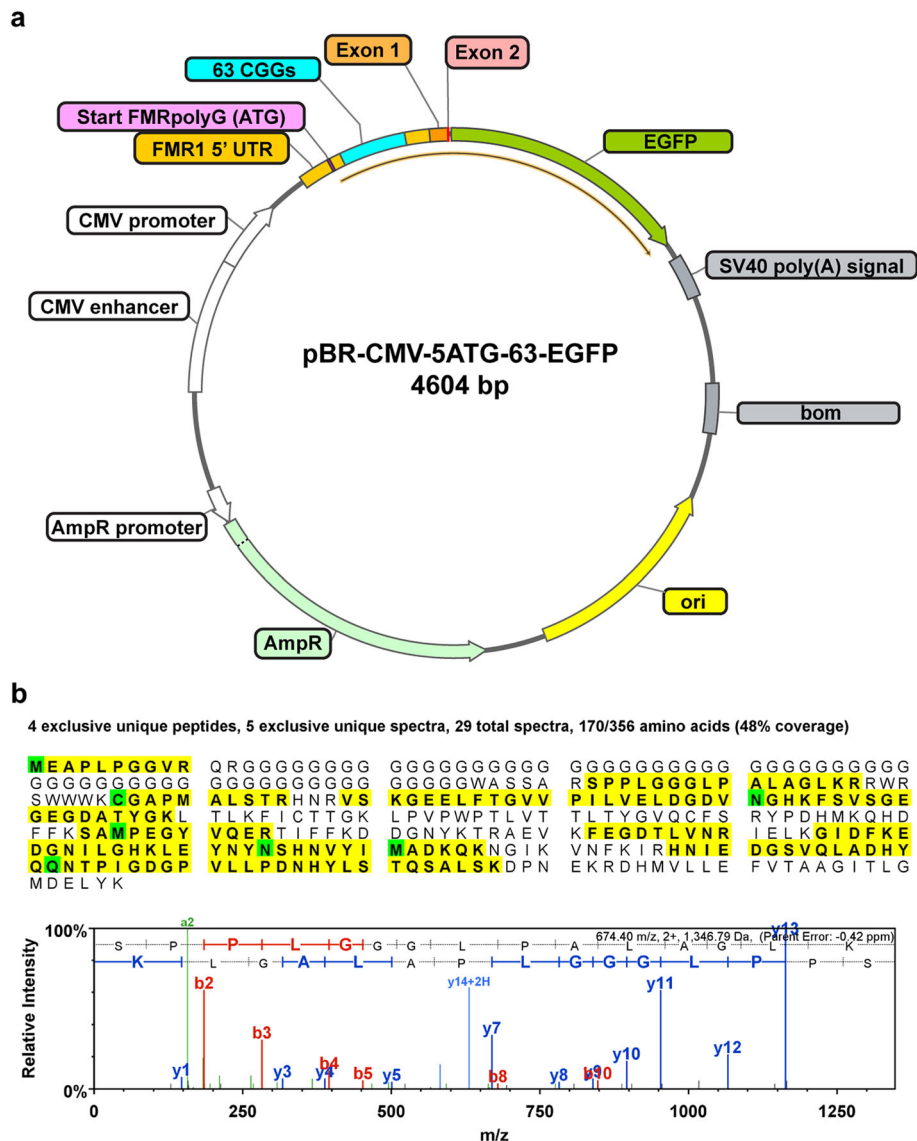 a
Exon 1
Exon 2
63 CGGs
Start FMRpolyG (ATG)
FMR1 5' UTR
EGFP
CMV promoter
SV40 poly(A) signal
CMV enhancer
pBR-CMV-5ATG-63-EGFP
4604 bp
bom
AmpR promoter
ori
AmpR
b
4 exclusive unique peptides, 5 exclusive unique spectra, 29 total spectra, 170/356 amino acids (48% coverage)
MEAPLPGGVR QRGGGGGGGG GGGGGGGGGG GGGGGGGGGG GGGGGGGGGG
GGGGGGGGGG GGGGGGGGGG GGGGGWASSA RSPPLGGGLP ALAGLKRRWR
SWWWKCGAPM ALSTRHNRVS KGEELFTGVV PILVELDGDV NGHKFSVSGE
GEGDATYGKL TLKFICTTGK LPVPWPTLVT TLTYGVQCFS RYPDHMKQHD
FFKSAMPEGY VQERTIFFKD DGNYKTRAEV KFEGDTLVNR IELKGIDFKE
DGNILGHKLE YNYNSHNVYI MADKQKNGIK VNFKIRHNIE DGSVQLADHY
QQNTPIGDGP VLLPDNHYLS TQSALSKDPN EKRDHMVLLE FVTAAGITLG
MDELYK
100%
a2
674.40 m/z, 2+, 1,346.79 Da, (Parent Error: -0.42 ppm)
y13
S P P L G G G L P A L A G L K
K L G A L A P L G G G L P P S
b2
y14+2H
y11
y7
b3
b4
y10
y12
y1
y3
y4
b5
y5
b8
y8
y9
b10
Relative Intensity
0%
0 250 500 750 1000 1250
m/z